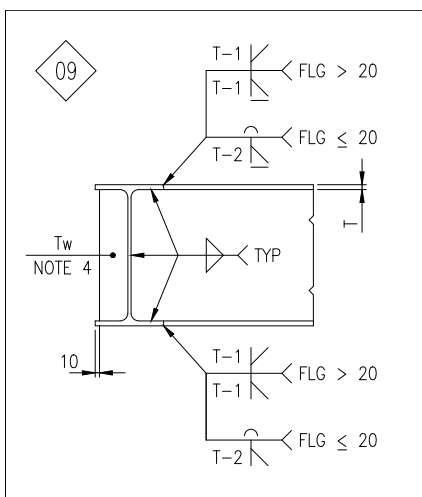 T-1
09
T-1
FLG > 20
T-2
FLG ≤ 20
T
Tw
NOTE 4
TYP
10
T-1
T-1
FLG > 20
T-2
FLG ≤ 20